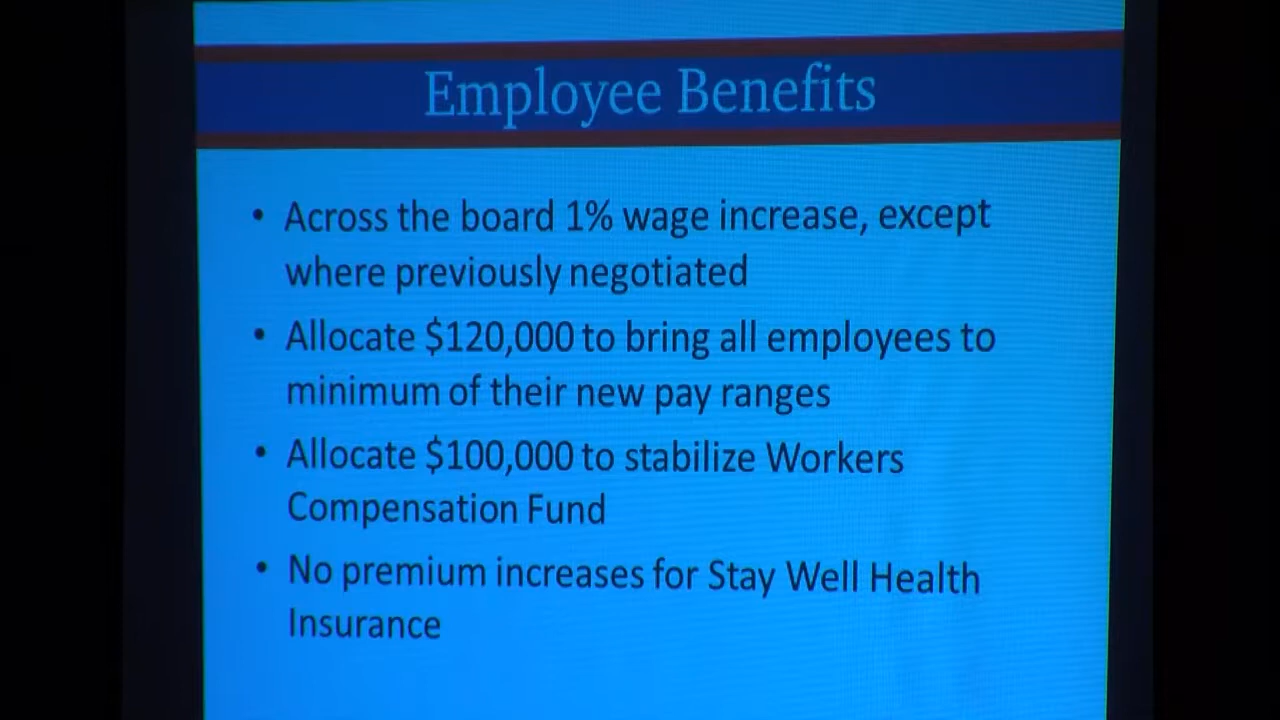 Employee Benefits
• Across the board 1% wage increase, except
where previously negotiated
• Allocate $120,000 to bring all employees to
minimum of their new pay ranges
• Allocate $100,000 to stabilize Workers
Compensation Fund
• No premium increases for Stay Well Health
Insurance